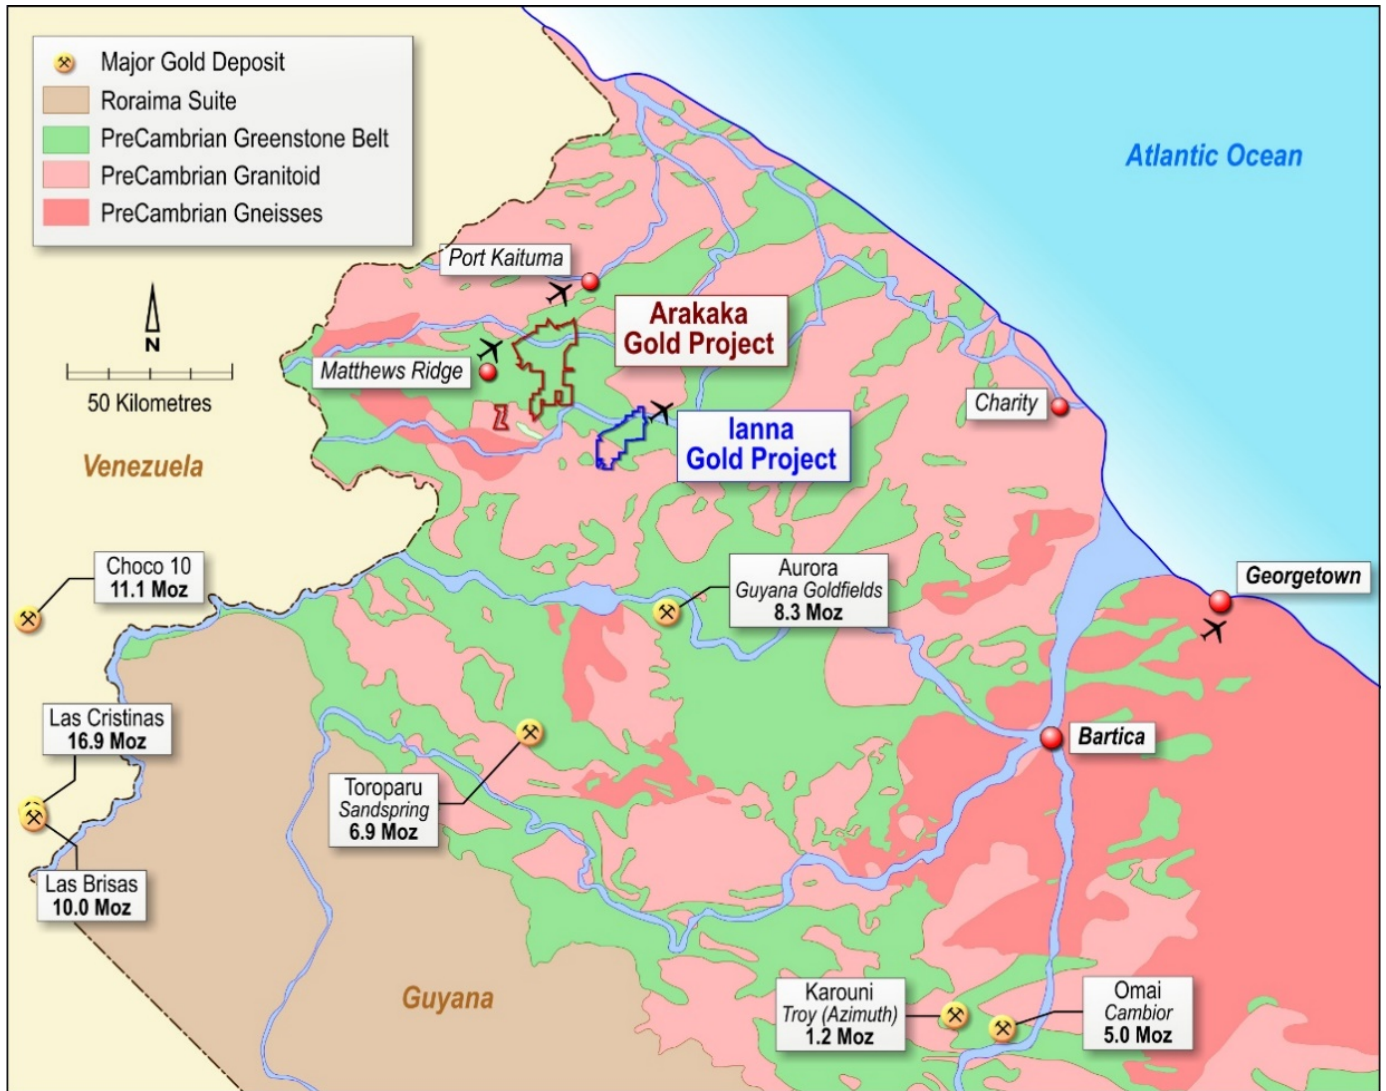 Major Gold Deposit
Roraima Suite
PreCambrian Greenstone Belt
PreCambrian Granitoid
PreCambrian Gneisses
Atlantic Ocean
Port Kaituma
Arakaka
Gold Project
N
Matthews Ridge
50 Kilometres
Charity
Ianna
Gold Project
Venezuela
Choco 10
11.1 Moz
Aurora
Guyana Goldfields
8.3 Moz
Georgetown
Las Cristinas
16.9 Moz
Bartica
Toroparu
Sandspring
6.9 Moz
Las Brisas
10.0 Moz
Guyana
Karouni
Troy (Azimuth)
1.2 Moz
Omai
Cambior
5.0 Moz